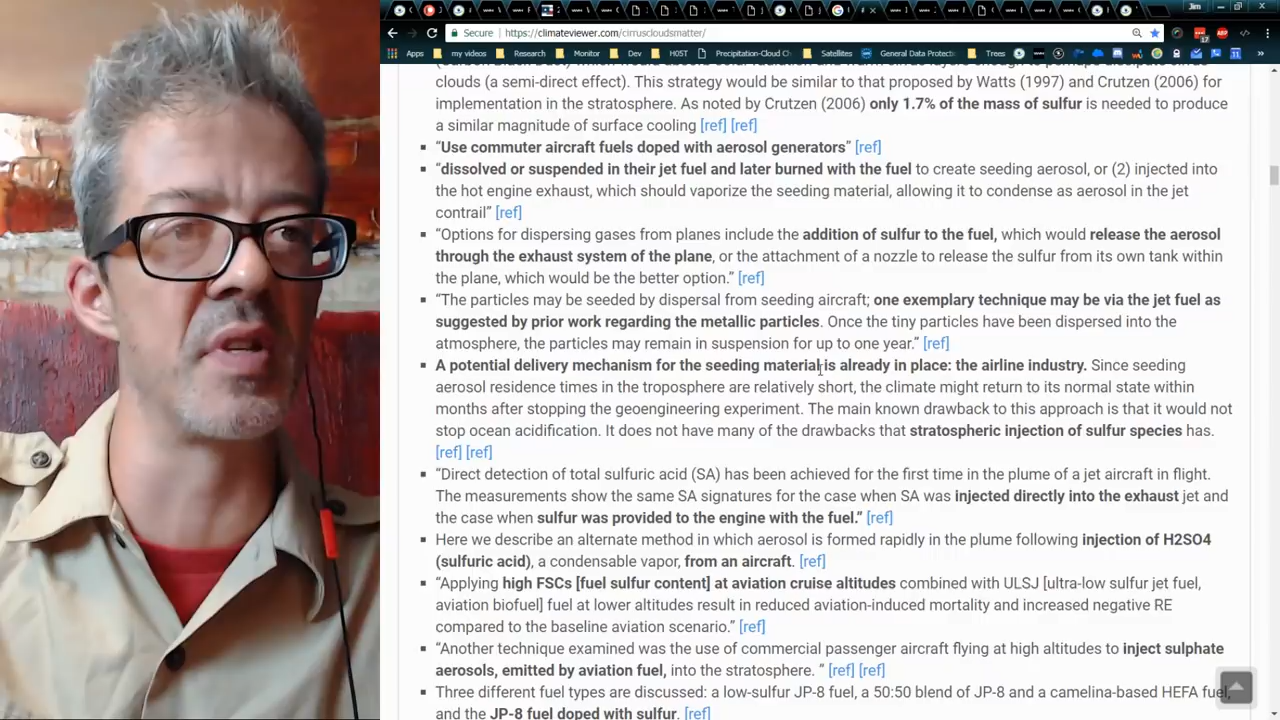 Jim
Secure | https://climateviewer.com/cirruscloudsmatter/
Apps my videos Research Monitor Dev H0ST Precipitation-Cloud Ch Satellites General Data Protecti Trees
clouds (a semi-direct effect). This strategy would be similar to that proposed by Watts (1997) and Crutzen (2006) for
implementation in the stratosphere. As noted by Crutzen (2006) only 1.7% of the mass of sulfur is needed to produce
a similar magnitude of surface cooling [ref] [ref]
“Use commuter aircraft fuels doped with aerosol generators” [ref]
“dissolved or suspended in their jet fuel and later burned with the fuel to create seeding aerosol, or (2) injected into
the hot engine exhaust, which should vaporize the seeding material, allowing it to condense as aerosol in the jet
contrail” [ref]
“Options for dispersing gases from planes include the addition of sulfur to the fuel, which would release the aerosol
through the exhaust system of the plane, or the attachment of a nozzle to release the sulfur from its own tank within
the plane, which would be the better option.” [ref]
“The particles may be seeded by dispersal from seeding aircraft; one exemplary technique may be via the jet fuel as
suggested by prior work regarding the metallic particles. Once the tiny particles have been dispersed into the
atmosphere, the particles may remain in suspension for up to one year.” [ref]
A potential delivery mechanism for the seeding material is already in place: the airline industry. Since seeding
aerosol residence times in the troposphere are relatively short, the climate might return to its normal state within
months after stopping the geoengineering experiment. The main known drawback to this approach is that it would not
stop ocean acidification. It does not have many of the drawbacks that stratospheric injection of sulfur species has.
[ref] [ref]
“Direct detection of total sulfuric acid (SA) has been achieved for the first time in the plume of a jet aircraft in flight.
The measurements show the same SA signatures for the case when SA was injected directly into the exhaust jet and
the case when sulfur was provided to the engine with the fuel.” [ref]
Here we describe an alternate method in which aerosol is formed rapidly in the plume following injection of H2SO4
(sulfuric acid), a condensable vapor, from an aircraft. [ref]
“Applying high FSCs [fuel sulfur content] at aviation cruise altitudes combined with ULSJ [ultra-low sulfur jet fuel,
aviation biofuel] fuel at lower altitudes result in reduced aviation-induced mortality and increased negative RE
compared to the baseline aviation scenario.” [ref]
“Another technique examined was the use of commercial passenger aircraft flying at high altitudes to inject sulphate
aerosols, emitted by aviation fuel, into the stratosphere. ” [ref] [ref]
Three different fuel types are discussed: a low-sulfur JP-8 fuel, a 50:50 blend of JP-8 and a camelina-based HEFA fuel,
and the JP-8 fuel doped with sulfur. [ref]